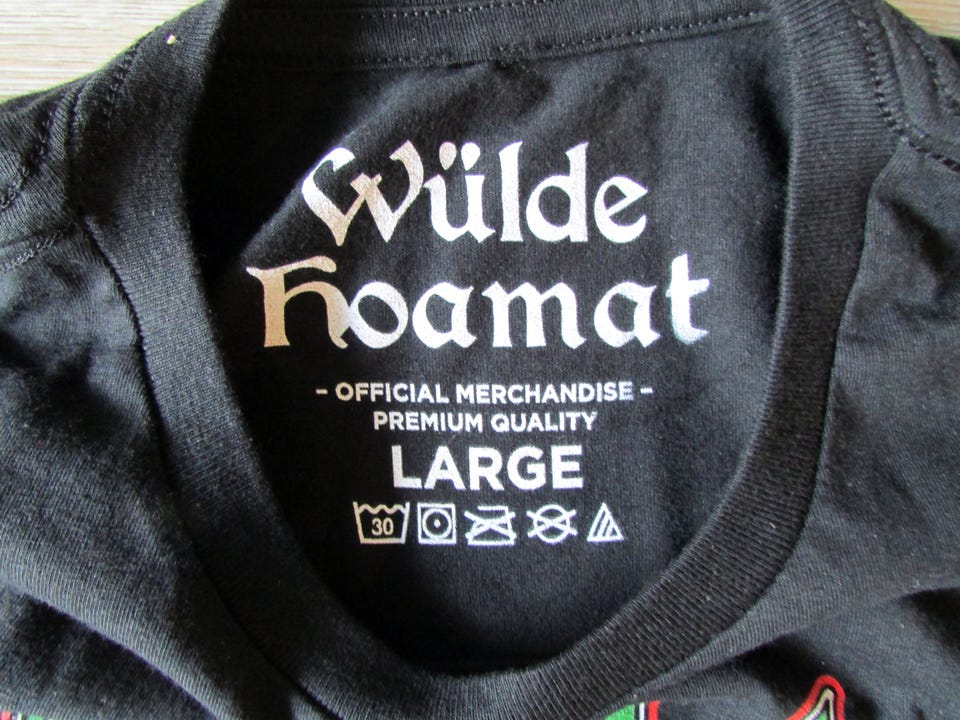 Wülde
Hoamat
- OFFICIAL MERCHANDISE -
PREMIUM QUALITY
LARGE
30